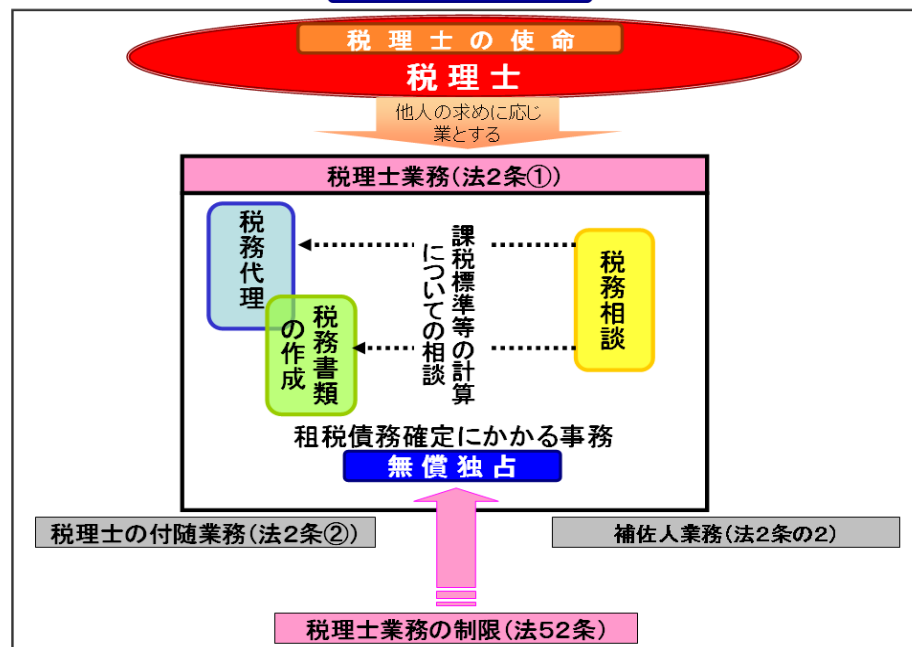 税理士の使命
税理士
他人の求めに応じ
業とする
税理士業務(法2条①)
税務代理
税務書類
の作成
課税標準等の計算
についての相談
税務相談
租税債務確定にかかる事務
無償独占
税理士の付随業務(法2条②)
補佐人業務(法2条の2)
税理士業務の制限(法52条)